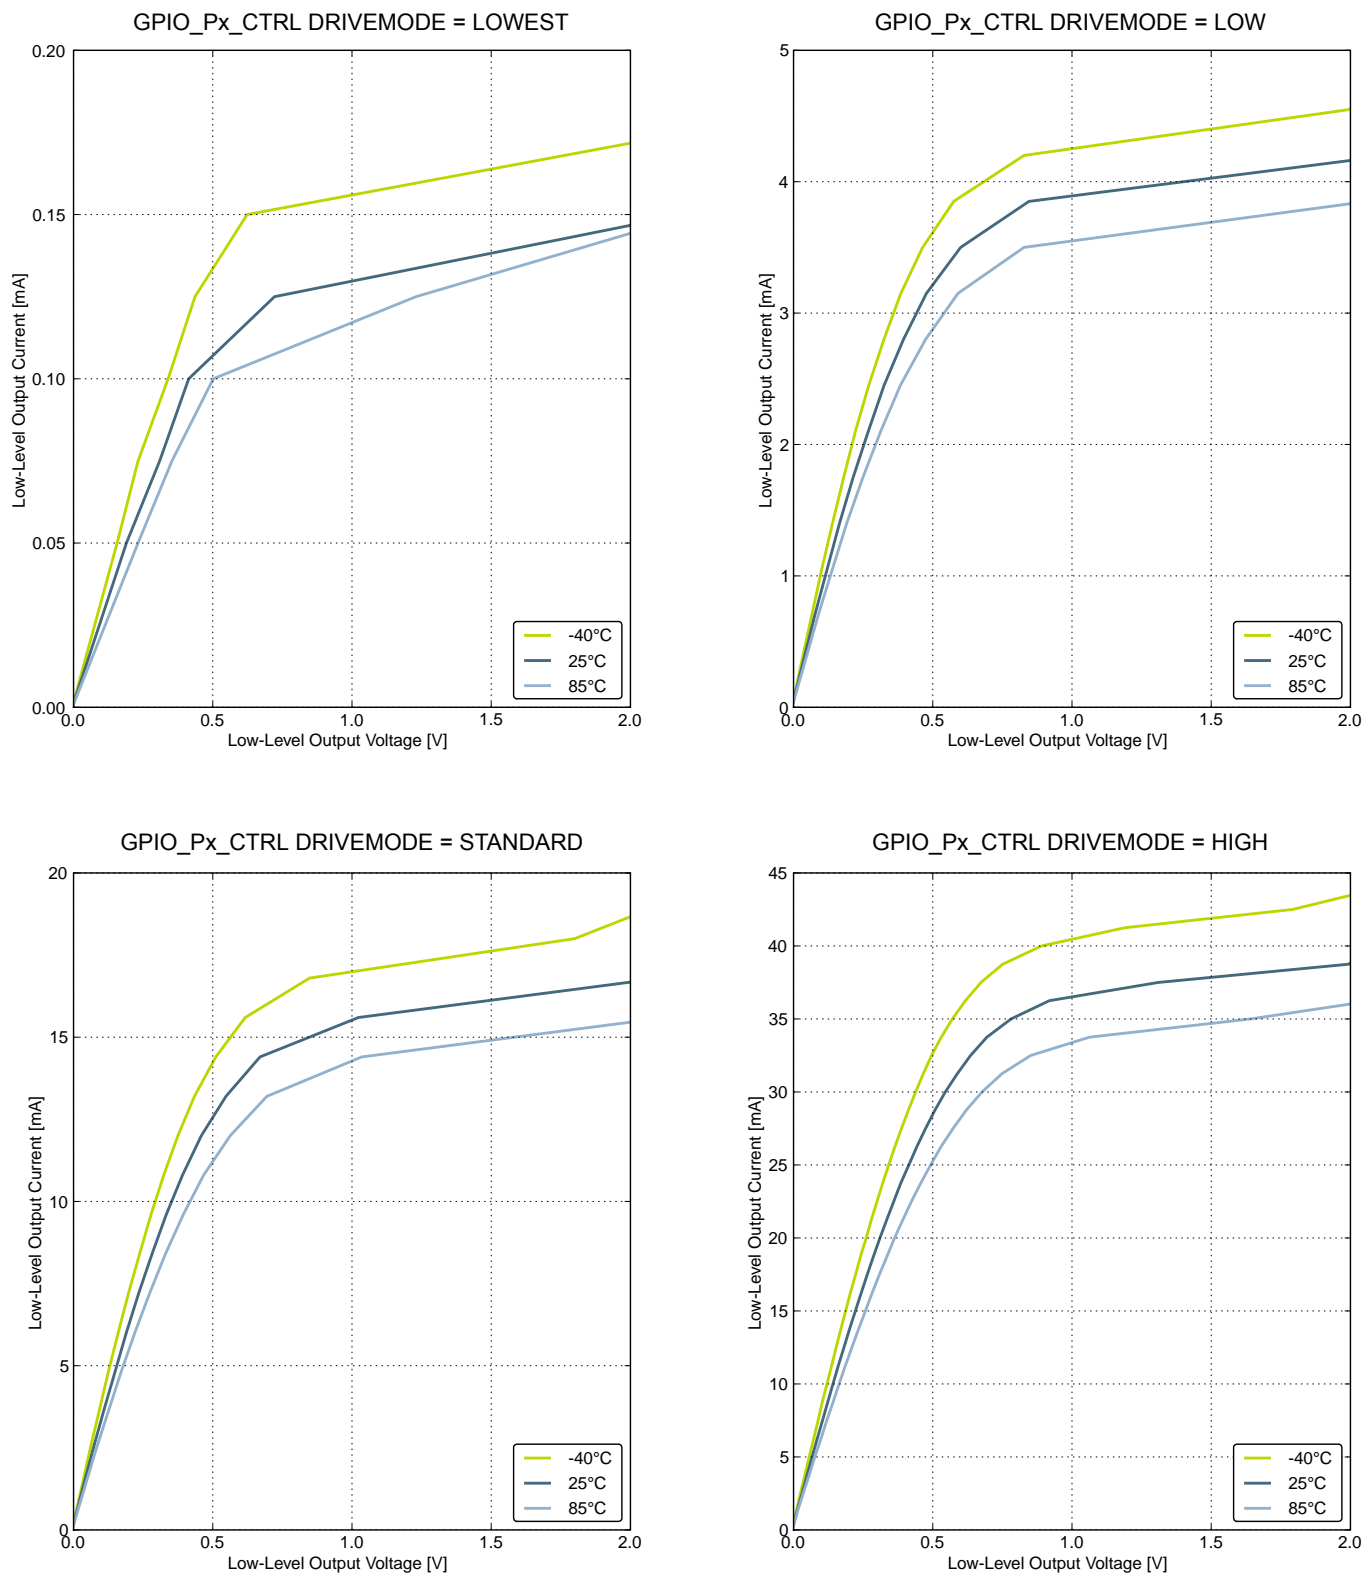 GPIO_Px_CTRL DRIVEMODE = LOWEST
0.20
0.15
0.10
0.05
0.00
Low-Level Output Current [mA]
-40°C
25°C
85°C
0.0 0.5 1.0 1.5 2.0
Low-Level Output Voltage [V]
GPIO_Px_CTRL DRIVEMODE = LOW
5
4
3
2
1
0
Low-Level Output Current [mA]
-40°C
25°C
85°C
0.0 0.5 1.0 1.5 2.0
Low-Level Output Voltage [V]
GPIO_Px_CTRL DRIVEMODE = STANDARD
20
15
10
5
0
Low-Level Output Current [mA]
-40°C
25°C
85°C
0.0 0.5 1.0 1.5 2.0
Low-Level Output Voltage [V]
GPIO_Px_CTRL DRIVEMODE = HIGH
45
40
35
30
25
20
15
10
5
0
Low-Level Output Current [mA]
-40°C
25°C
85°C
0.0 0.5 1.0 1.5 2.0
Low-Level Output Voltage [V]